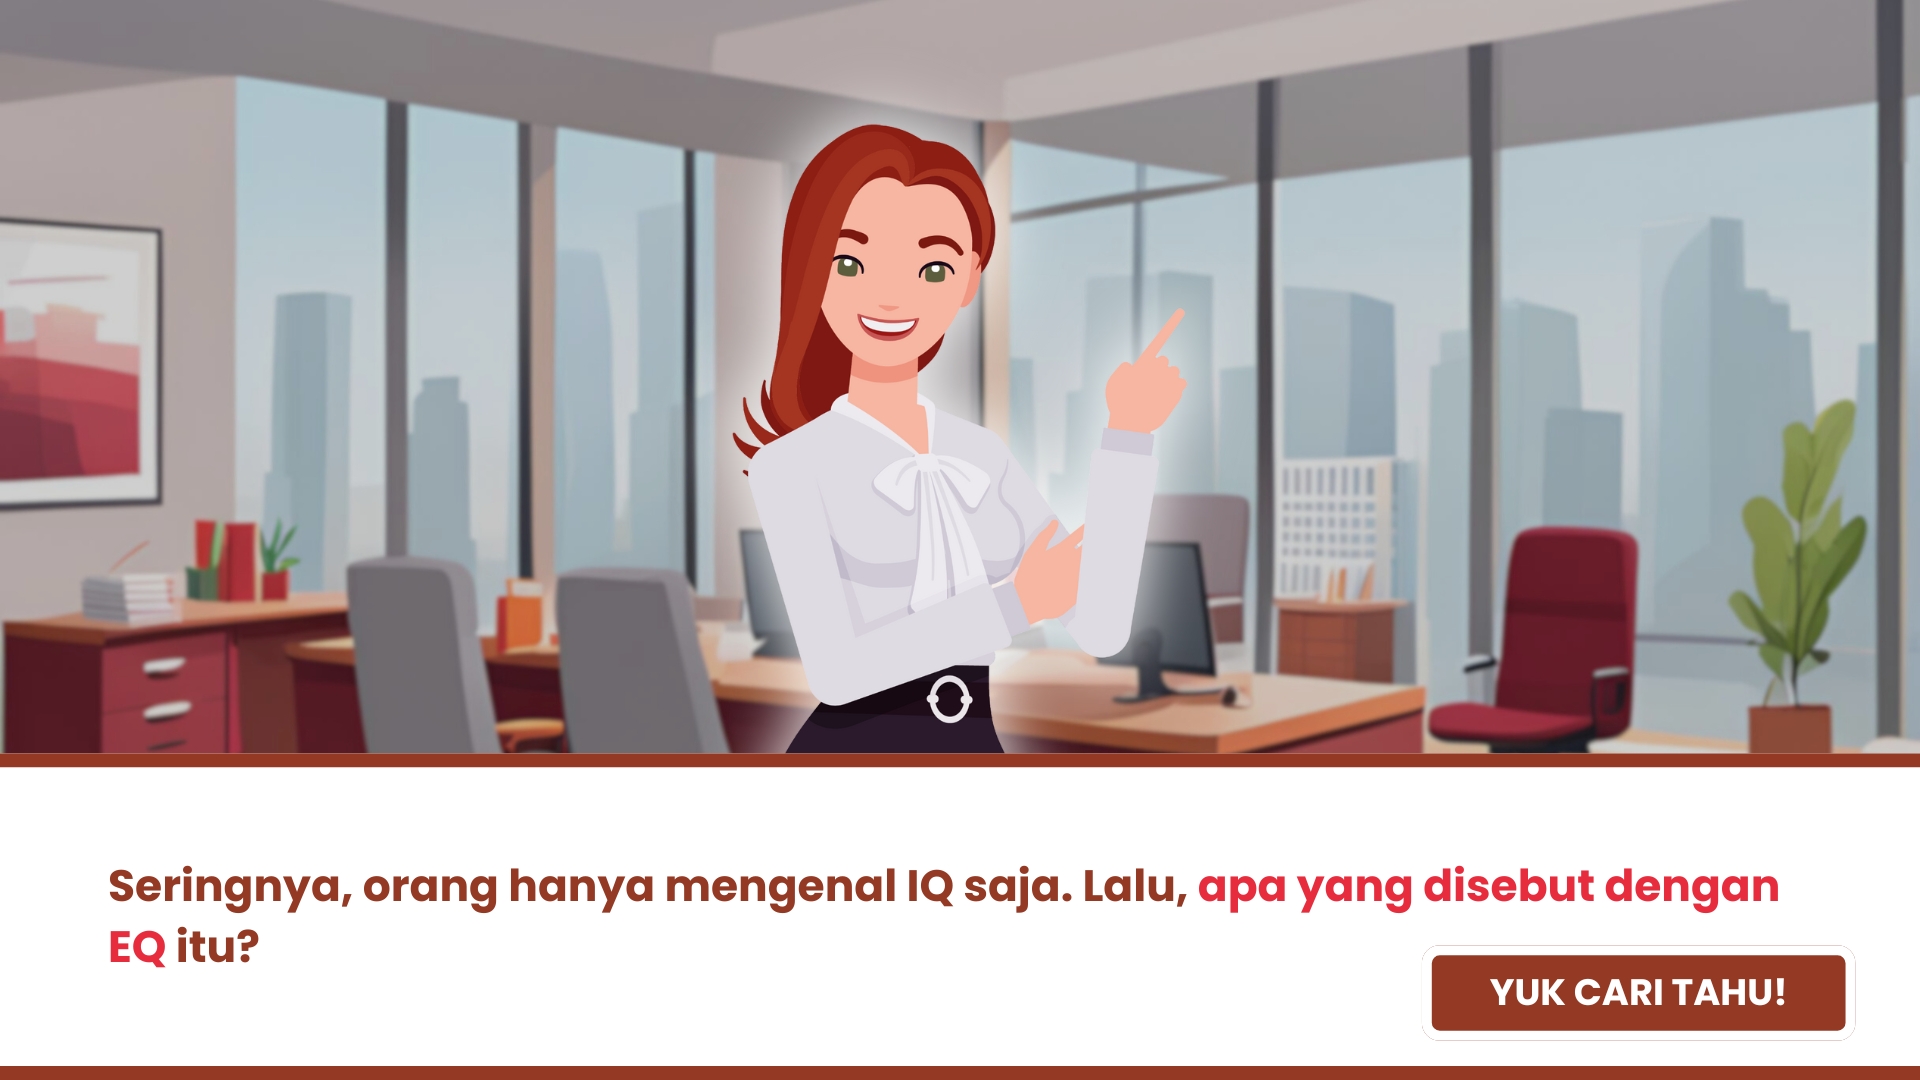 Seringnya, orang hanya mengenal IQ saja. Lalu, apa yang disebut dengan
EQ itu?
YUK CARI TAHU!